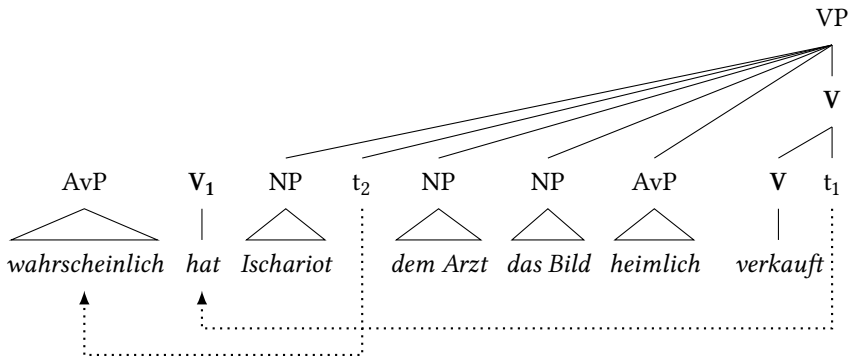 VP
V
AvP V₁ NP t₂ NP NP AvP V t₁
wahrscheinlich hat Ischariot dem Arzt das Bild heimlich verkauft